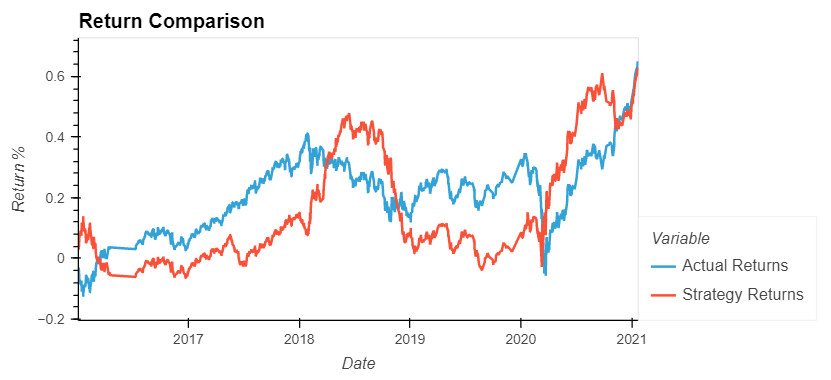 Return Comparison
0.6
0.4
0.2
0
−0.2
Return %
2017 2018 2019 2020 2021
Date
Variable
Actual Returns
Strategy Returns